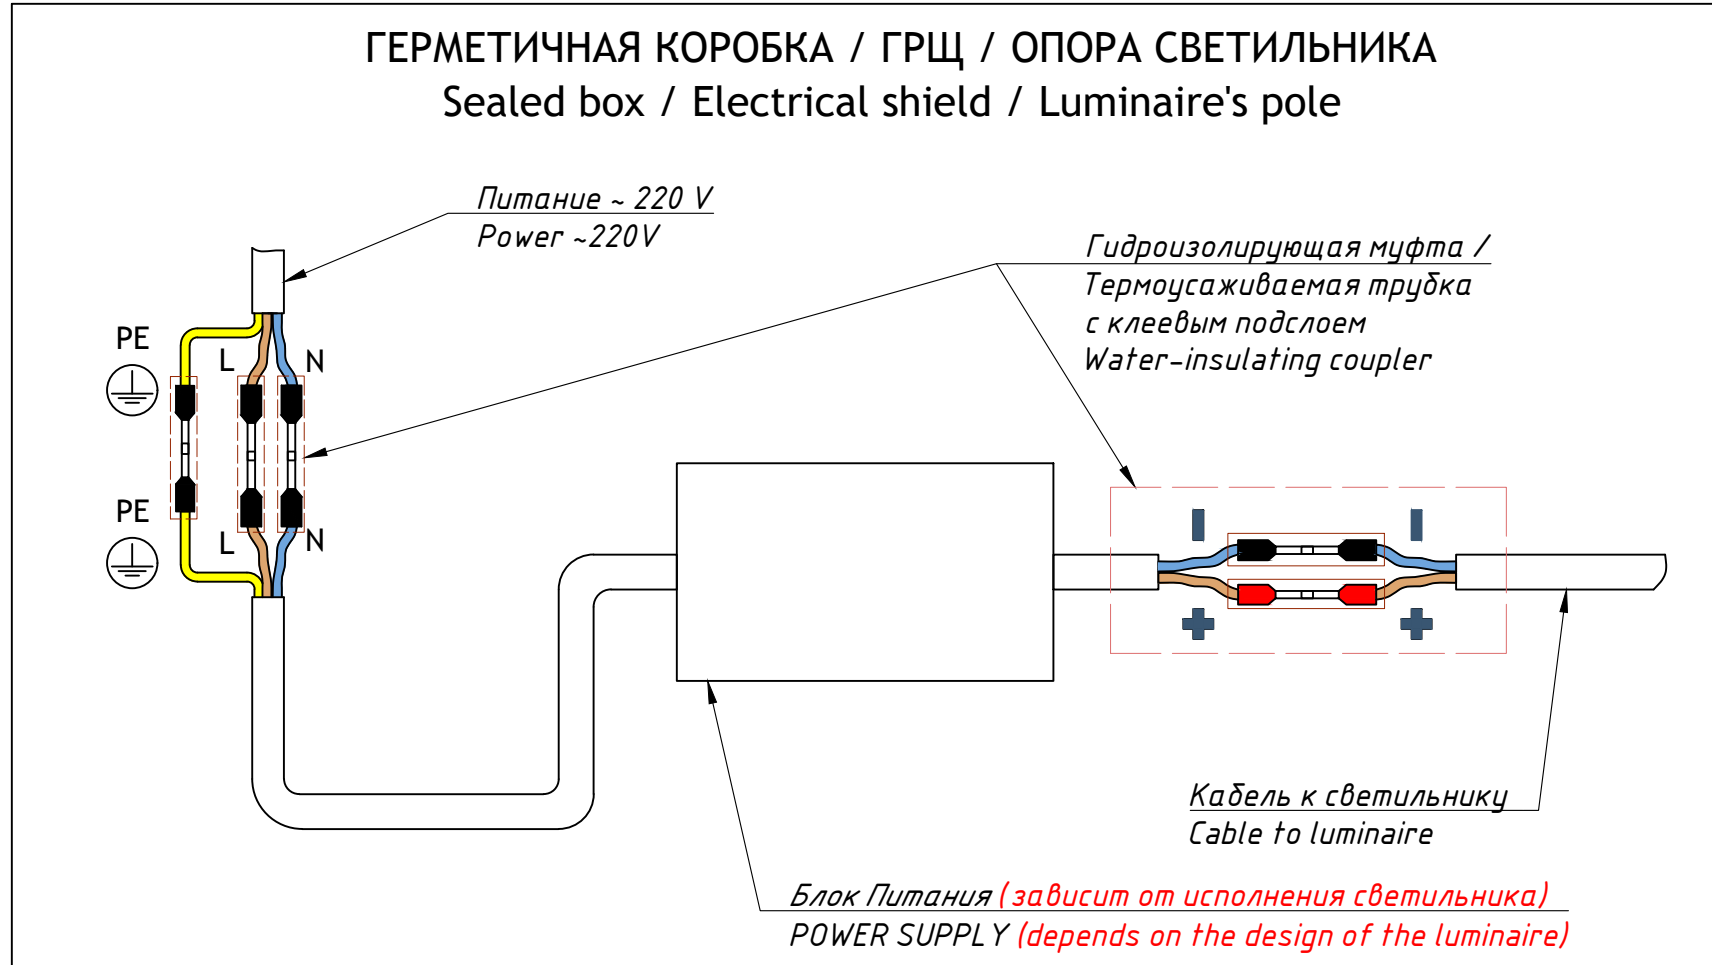 ГЕРМЕТИЧНАЯ КОРОБКА / ГРЩ / ОПОРА СВЕТИЛЬНИКА
Sealed box / Electrical shield / Luminaire's pole
Питание ~ 220 V
Power ~220V
Гидроизолирующая муфта /
Термоусаживаемая трубка
с клеевым подслоем
Water-insulating coupler
PE
L
N
PE
L
N
Кабель к светильнику
Cable to luminaire
Блок Питания (зависит от исполнения светильника)
POWER SUPPLY (depends on the design of the luminaire)